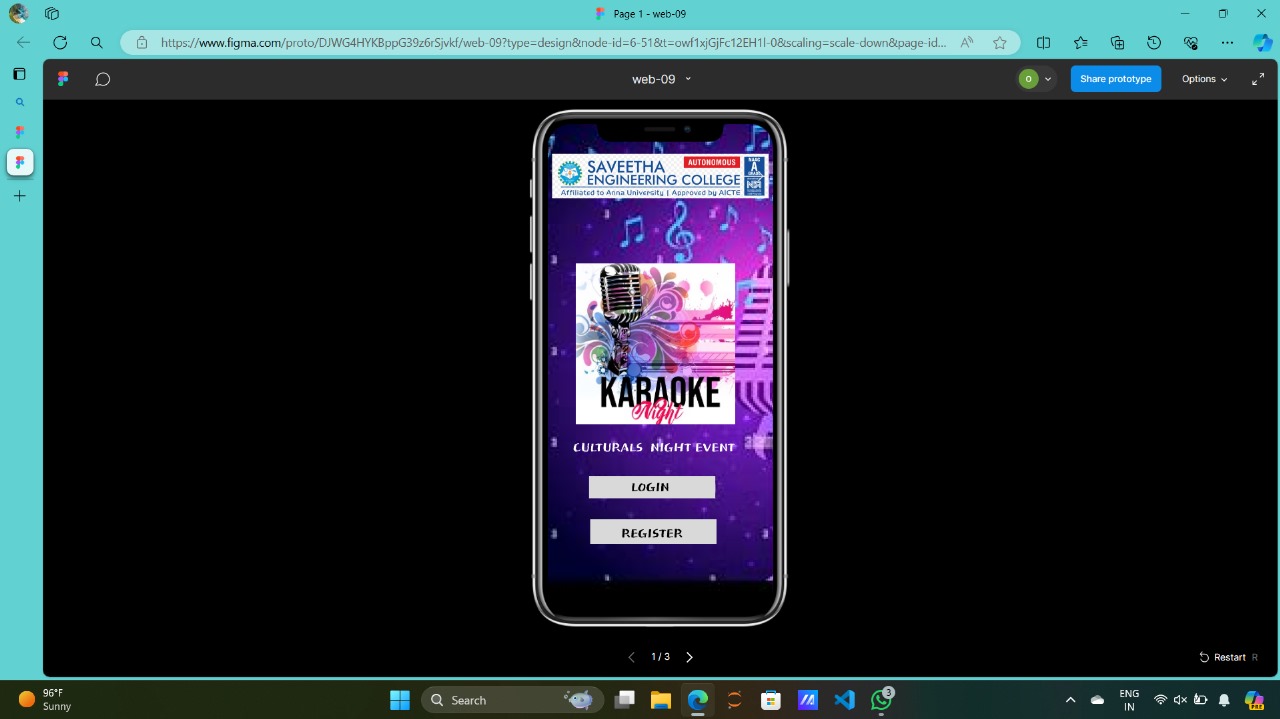 Page 1 - web-09
https://www.figma.com/proto/DJWG4HYKBppG39z6rSjvkf/web-09?type=design&node-id=6-51&t=owf1xjGjFc12EH1l-0&scaling=scale-down&page-id...
web-09
O
Share prototype
Options
AUTONOMOUS
SAVEETHA
ENGINEERING COLLEGE
Affiliated to Anna University | Approved by AICTE
NAAC
A
GRADE
KARAOKE
Night
CULTURALS NIGHT EVENT
LOGIN
REGISTER
1 / 3
Restart R
96°F
Sunny
Search
3
ENG
IN
PRE